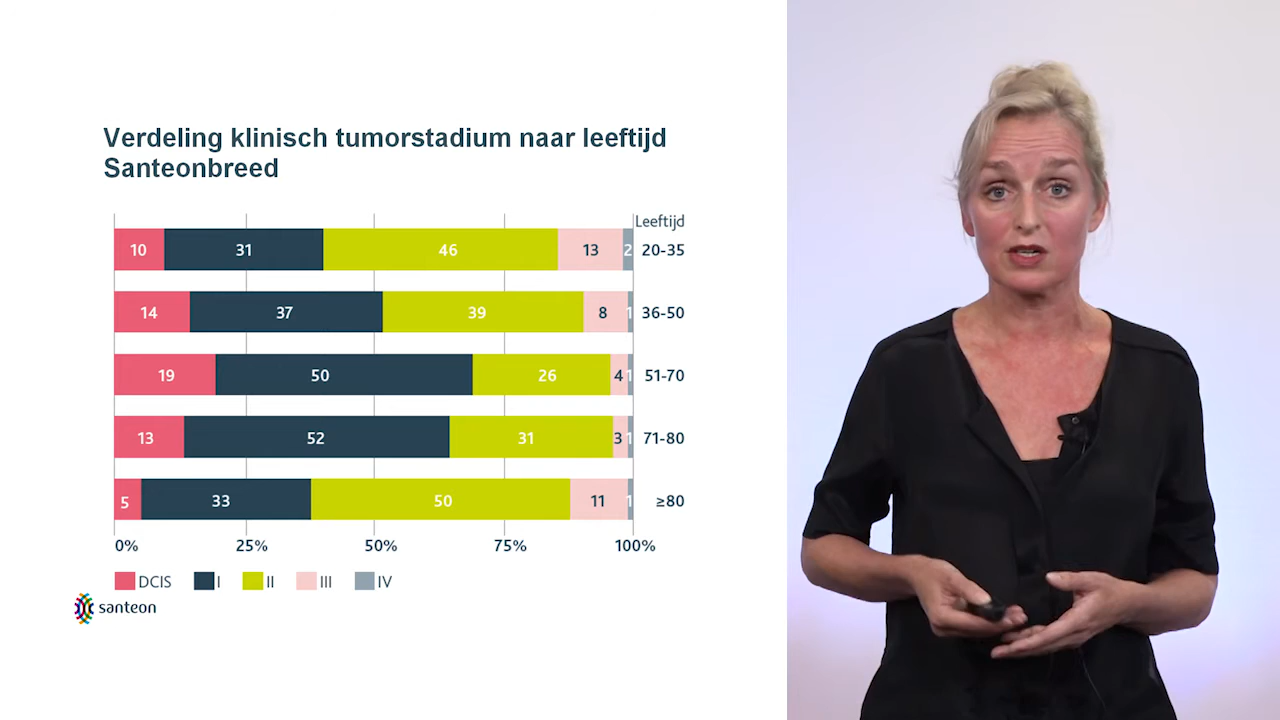 Verdeling klinisch tumorstadium naar leeftijd
Santeonbreed
Leeftijd
10 31 46 13 2 20-35
14 37 39 8 1 36-50
19 50 26 4 1 51-70
13 52 31 3 1 71-80
5 33 50 11 1 ≥80
0% 25% 50% 75% 100%
DCIS I II III IV
santeon